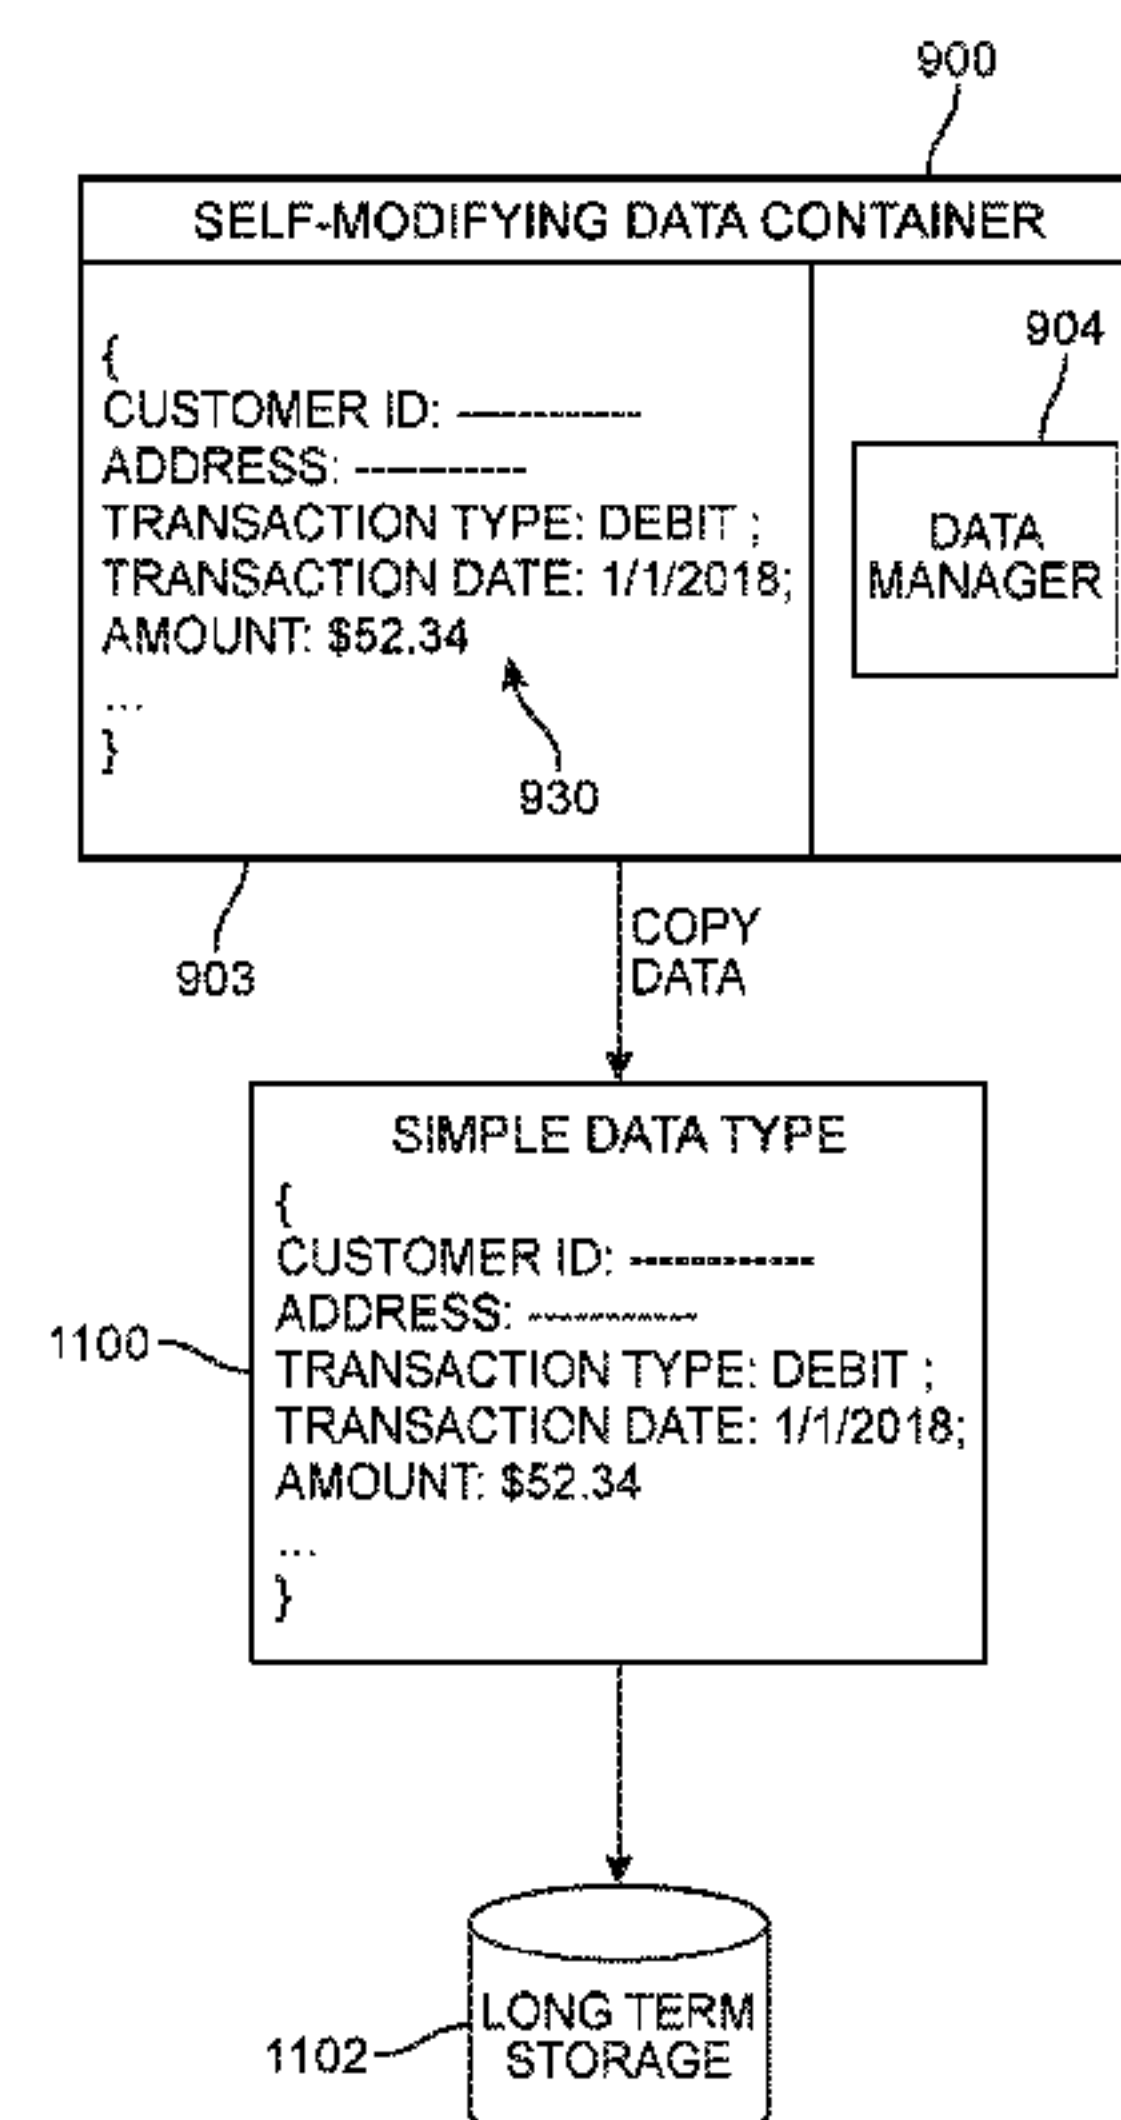 900
SELF-MODIFYING DATA CONTAINER
{
CUSTOMER ID: ------------
ADDRESS: -----------
TRANSACTION TYPE: DEBIT ;
TRANSACTION DATE: 1/1/2018;
AMOUNT: $52.34
...
}
930
904
DATA
MANAGER
903
COPY
DATA
SIMPLE DATA TYPE
{
CUSTOMER ID: ------------
ADDRESS: -----------
TRANSACTION TYPE: DEBIT ;
TRANSACTION DATE: 1/1/2018;
AMOUNT: $52.34
...
}
1100
LONG TERM
STORAGE
1102